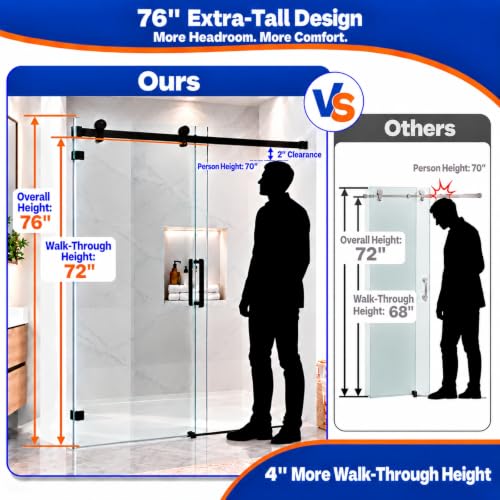 76" Extra-Tall Design
More Headroom. More Comfort.
Ours
VS
Others
2" Clearance
Person Height: 70"
Overall
Height:
76"
Walk-Through
Height:
72"
Person Height: 70"
Overall Height:
72"
Walk-Through
Height: 68"
4" More Walk-Through Height